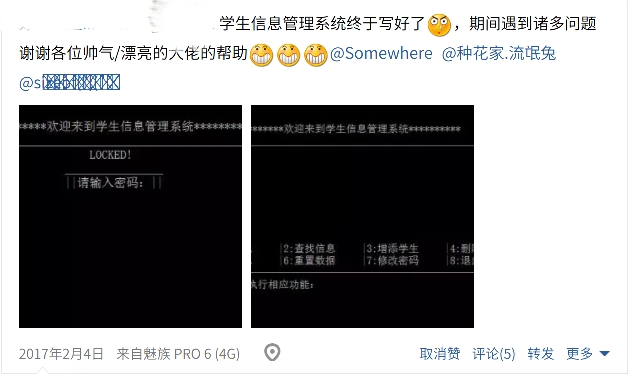 学生信息管理系统终于写好了，期间遇到诸多问题
谢谢各位帅气/漂亮的大佬的帮助@Somewhere @种花家.流氓兔
*****欢迎来到学生信息管理系统********
LOCKED!
||请输入密码：||
*******欢迎来到学生信息管理系统**********
|2:查找信息 |3:增添学生 |4:删
|6:重置数据 |7:修改密码 |8:退
执行相应功能：
2017年2月4日 来自魅族 PRO 6 (4G)
取消赞 评论(5) 转发 更多